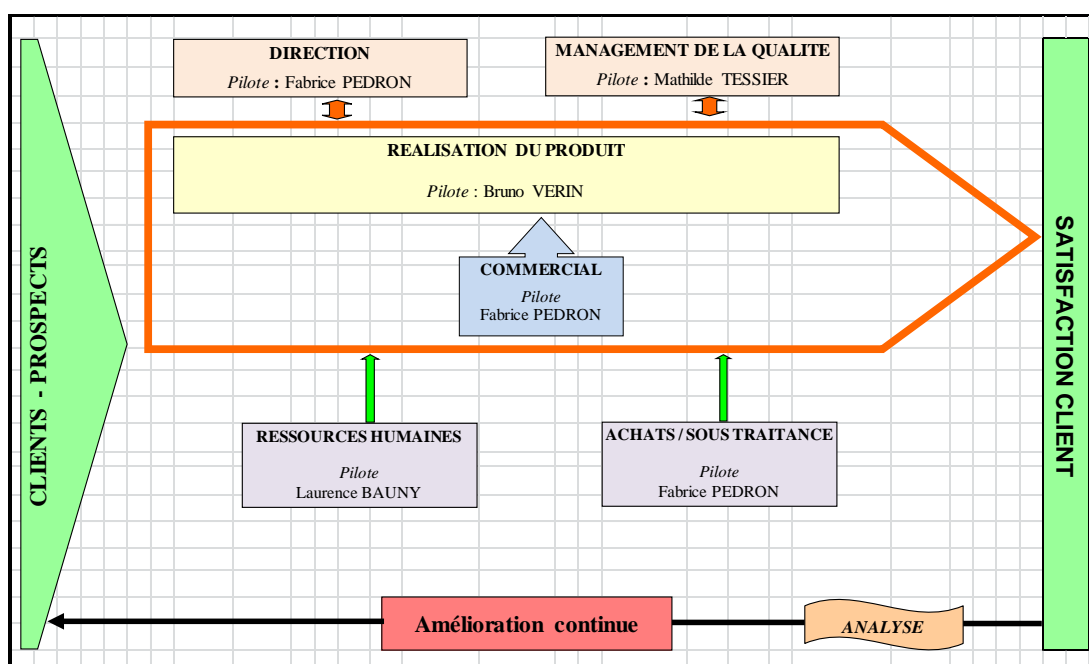 DIRECTION
Pilote : Fabrice PEDRON
MANAGEMENT DE LA QUALITE
Pilote : Mathilde TESSIER
REALISATION DU PRODUIT
Pilote : Bruno VERIN
COMMERCIAL
Pilote
Fabrice PEDRON
CLIENTS - PROSPECTS
SATISFACTION CLIENT
RESSOURCES HUMAINES
Pilote
Laurence BAUNY
ACHATS / SOUS TRAITANCE
Pilote
Fabrice PEDRON
Amélioration continue
ANALYSE